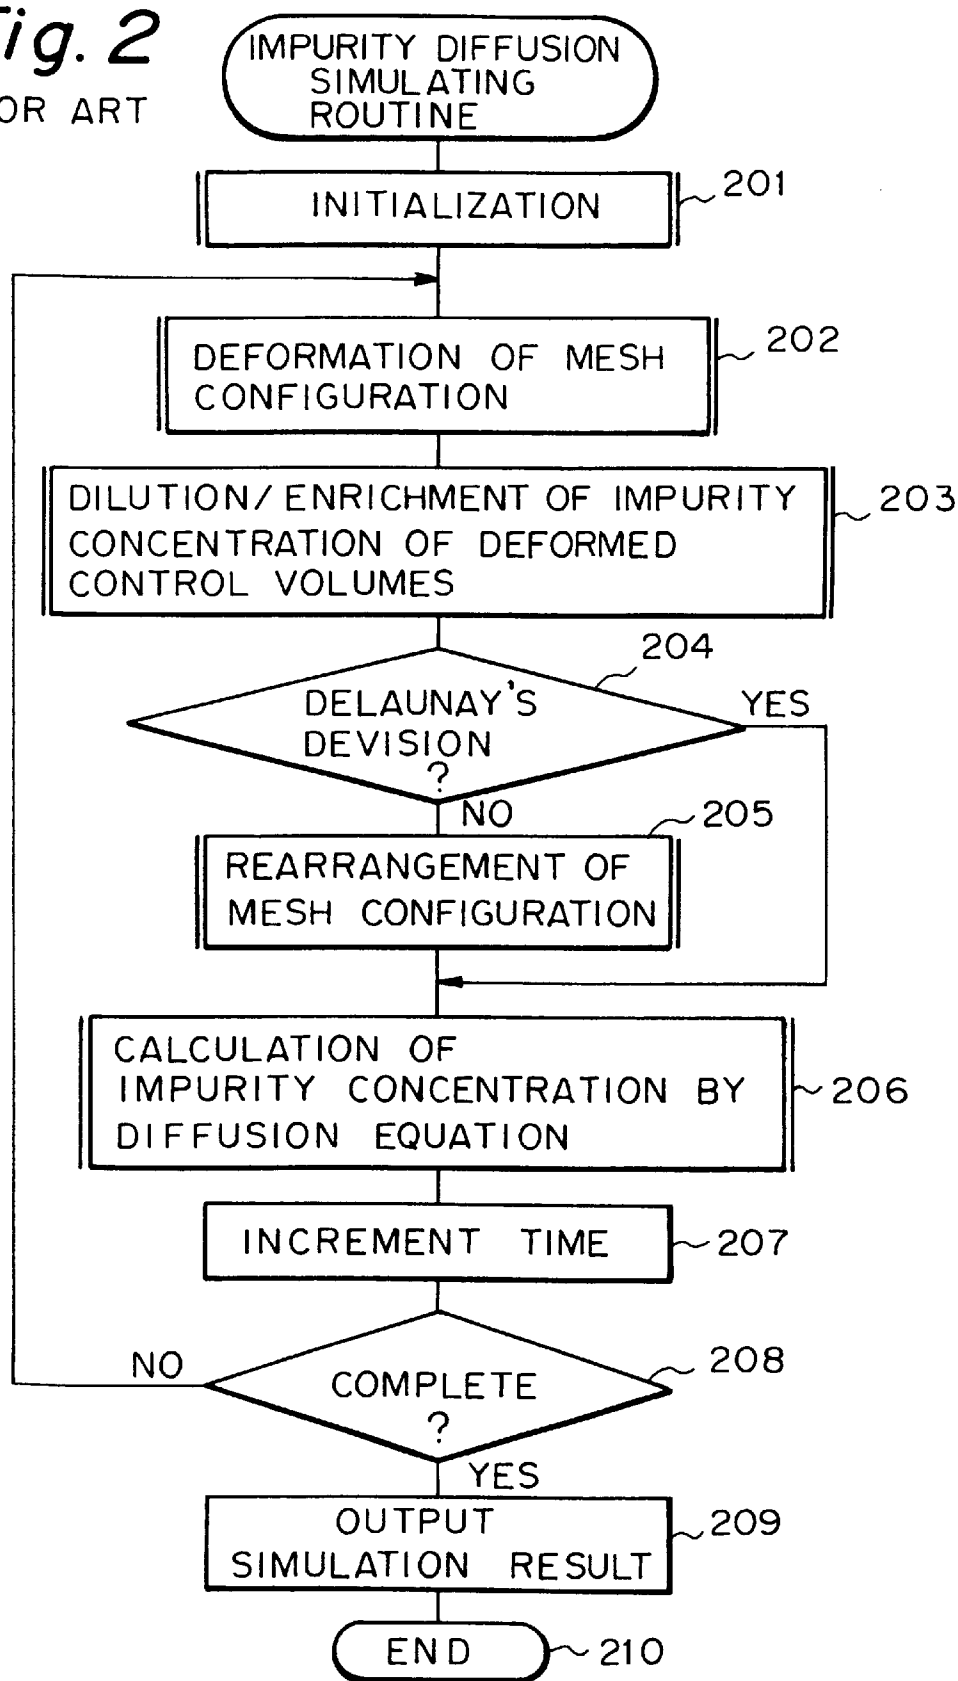 Fig. 2
OR ART
IMPURITY DIFFUSION
SIMULATING
ROUTINE
INITIALIZATION
201
DEFORMATION OF MESH
CONFIGURATION
202
DILUTION/ENRICHMENT OF IMPURITY
CONCENTRATION OF DEFORMED
CONTROL VOLUMES
203
204
DELAUNAY'S
DEVISION
?
YES
NO
205
REARRANGEMENT OF
MESH CONFIGURATION
CALCULATION OF
IMPURITY CONCENTRATION BY
DIFFUSION EQUATION
206
INCREMENT TIME
207
NO
208
COMPLETE
?
YES
OUTPUT
SIMULATION RESULT
209
END
210